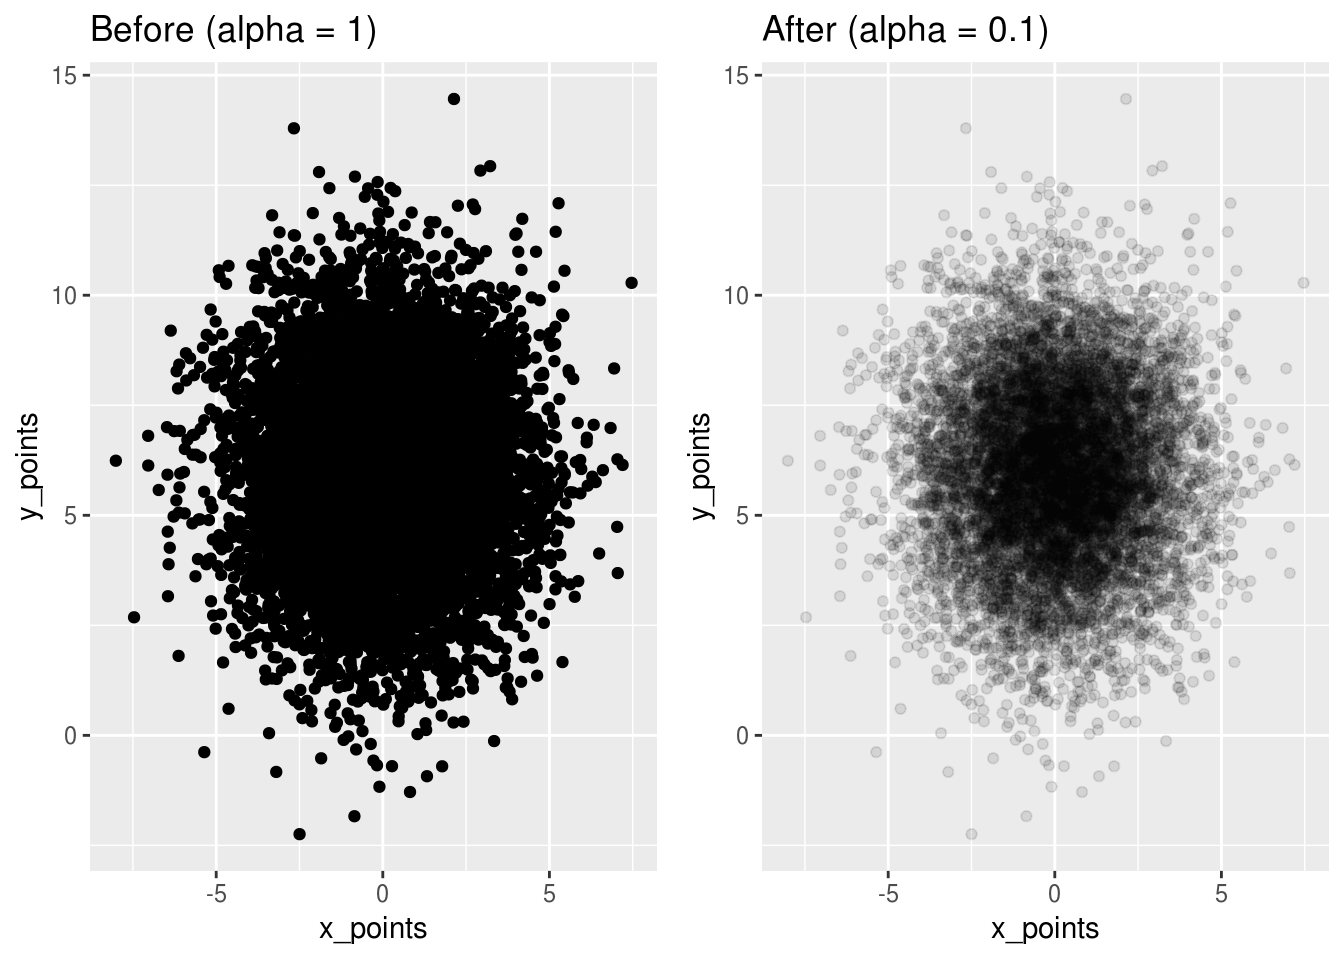 Before (alpha = 1)
15
10
5
0
y_points
-5 0 5
x_points
After (alpha = 0.1)
15
10
5
0
y_points
-5 0 5
x_points